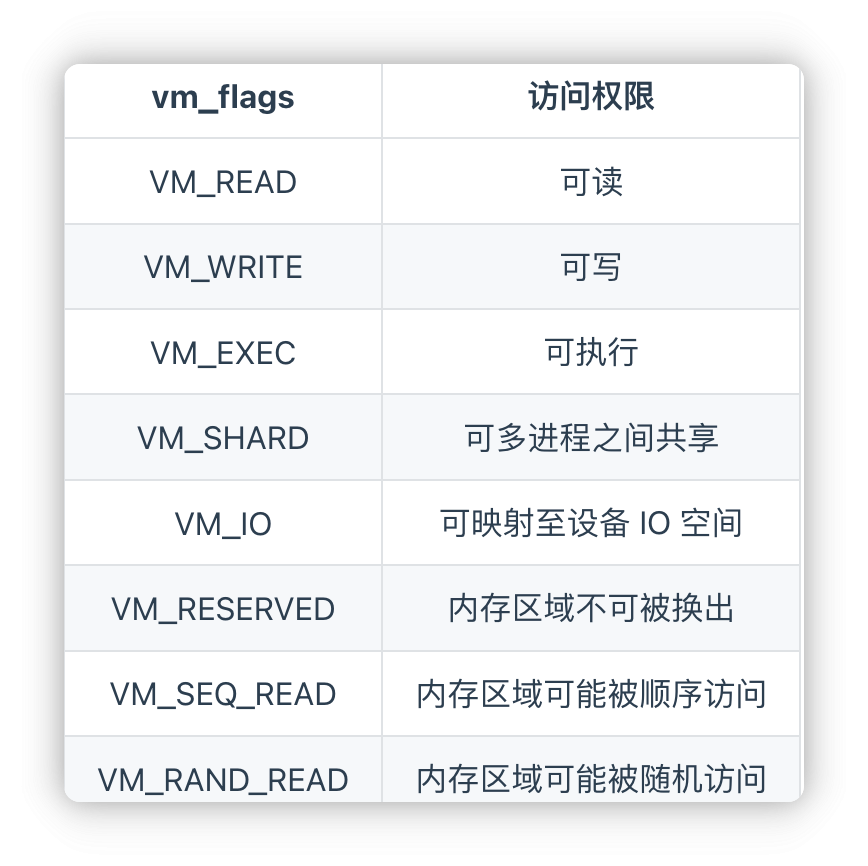 vm_flags 访问权限
VM_READ 可读
VM_WRITE 可写
VM_EXEC 可执行
VM_SHARD 可多进程之间共享
VM_IO 可映射至设备 IO 空间
VM_RESERVED 内存区域不可被换出
VM_SEQ_READ 内存区域可能被顺序访问
VM_RAND_READ 内存区域可能被随机访问